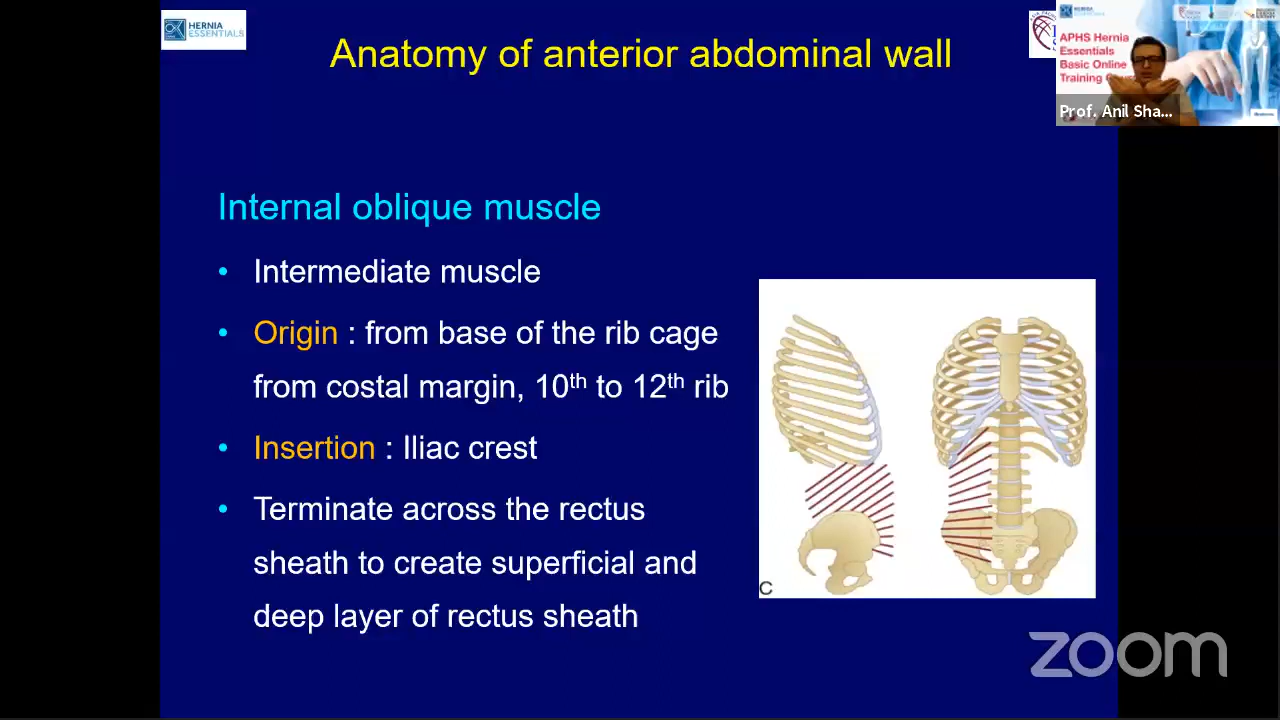 HERNIA
ESSENTIALS
Anatomy of anterior abdominal wall
APHS Hernia
Essentials
Basic Online
Training
Prof. Anil Sha...
Internal oblique muscle
• Intermediate muscle
• Origin : from base of the rib cage
from costal margin, 10th to 12th rib
• Insertion : Iliac crest
• Terminate across the rectus
sheath to create superficial and
deep layer of rectus sheath
C
zoom